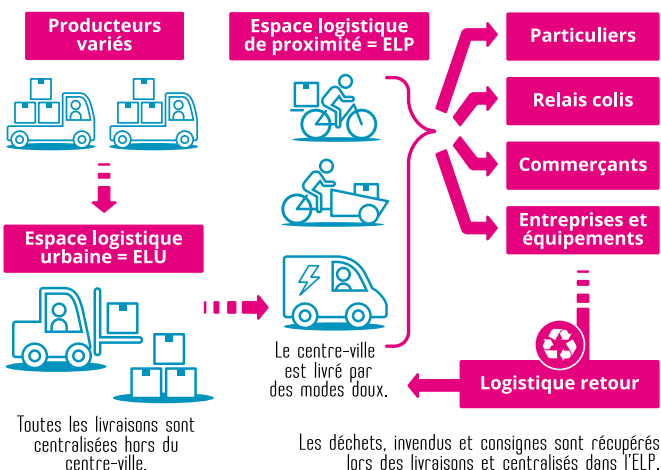 Producteurs
variés
Espace logistique
urbaine = ELU
Toutes les livraisons sont
centralisées hors du
centre-ville.
Espace logistique
de proximité = ELP
Le centre-ville
est livré par
des modes doux.
Particuliers
Relais colis
Commerçants
Entreprises et
équipements
Logistique retour
Les déchets, invendus et consignes sont récupérés
lors des livraisons et centralisés dans l'ELP.